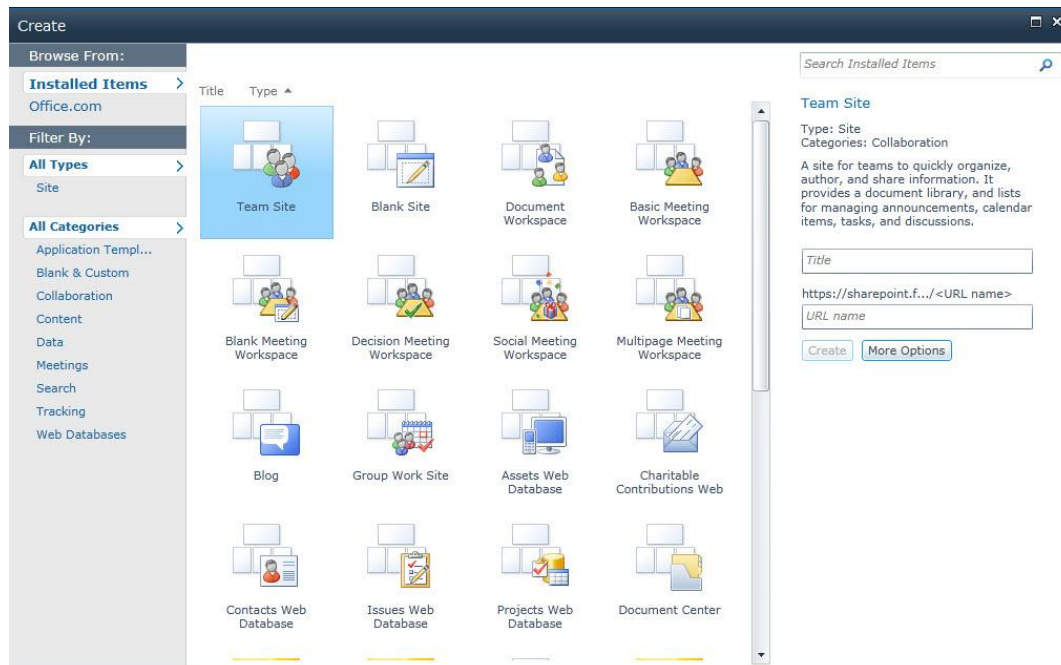 Create
Browse From:
Installed Items
Office.com
Filter By:
All Types
Site
All Categories
Application Templ...
Blank & Custom
Collaboration
Content
Data
Meetings
Search
Tracking
Web Databases
Title Type
Team Site
Blank Site
Document
Workspace
Basic Meeting
Workspace
Blank Meeting
Workspace
Decision Meeting
Workspace
Social Meeting
Workspace
Multipage Meeting
Workspace
Blog
Group Work Site
Assets Web
Database
Charitable
Contributions Web
Contacts Web
Database
Issues Web
Database
Projects Web
Database
Document Center
Search Installed Items
Team Site
Type: Site
Categories: Collaboration
A site for teams to quickly organize,
author, and share information. It
provides a document library, and lists
for managing announcements, calendar
items, tasks, and discussions.
Title
https://sharepoint.f.../<URL name>
URL name
Create More Options